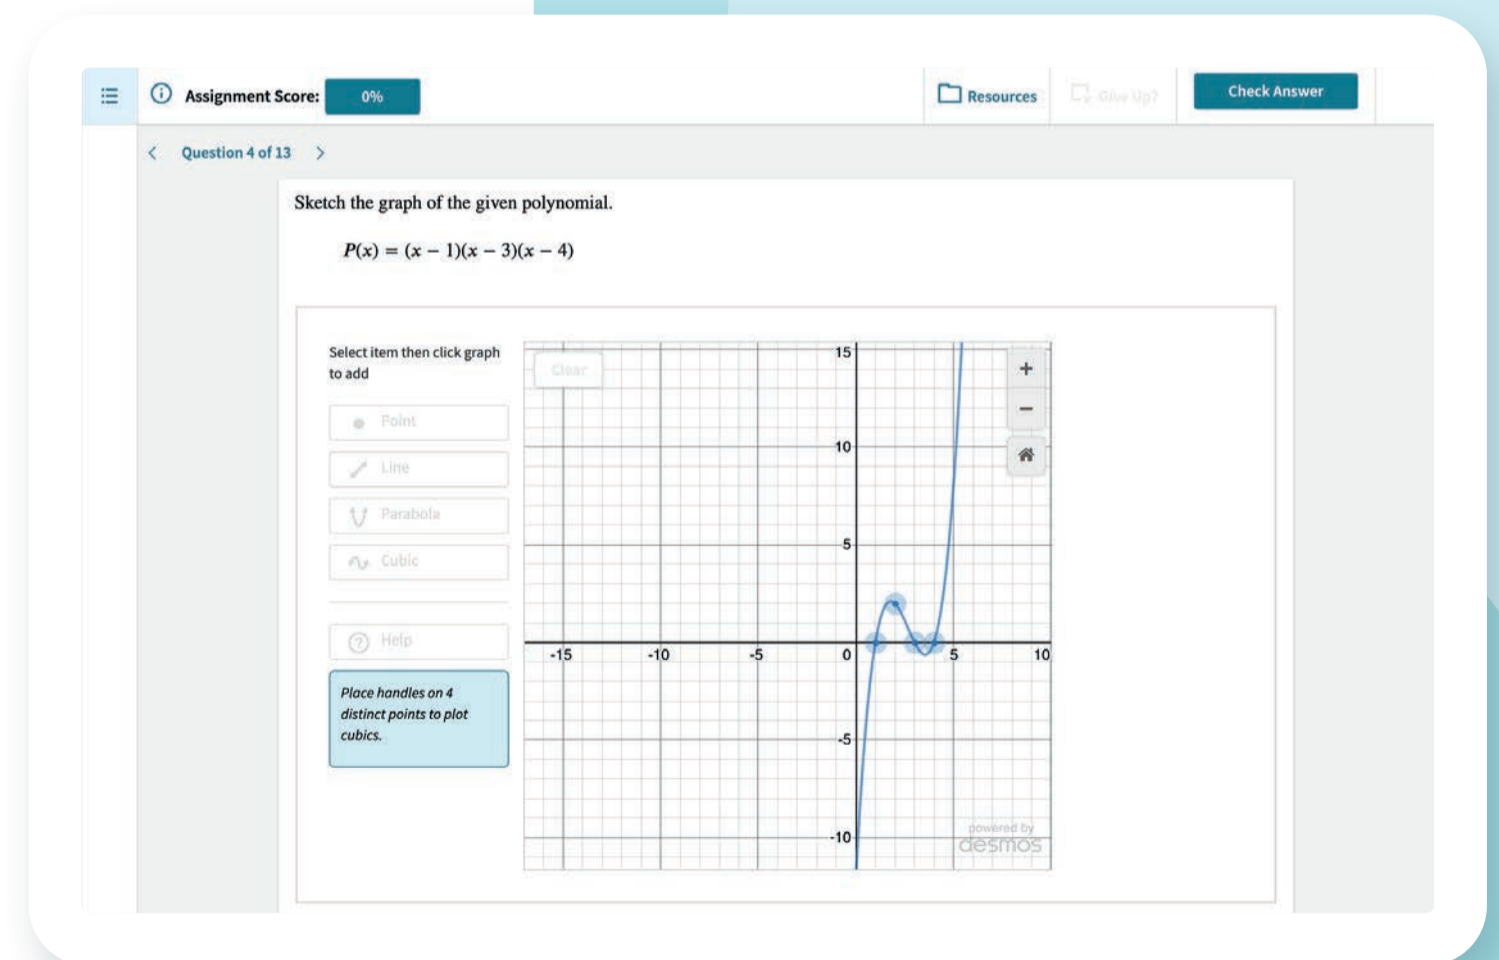 Assignment Score: 0%
Resources
Give Up?
Check Answer
Question 4 of 13
Sketch the graph of the given polynomial.
P(x) = (x − 1)(x − 3)(x − 4)
Select item then click graph
to add
Point
Line
Parabola
Cubic
Help
Place handles on 4
distinct points to plot
cubics.
Clear
15
10
5
-15 -10 -5 0 5 10
-5
-10
powered by
desmos